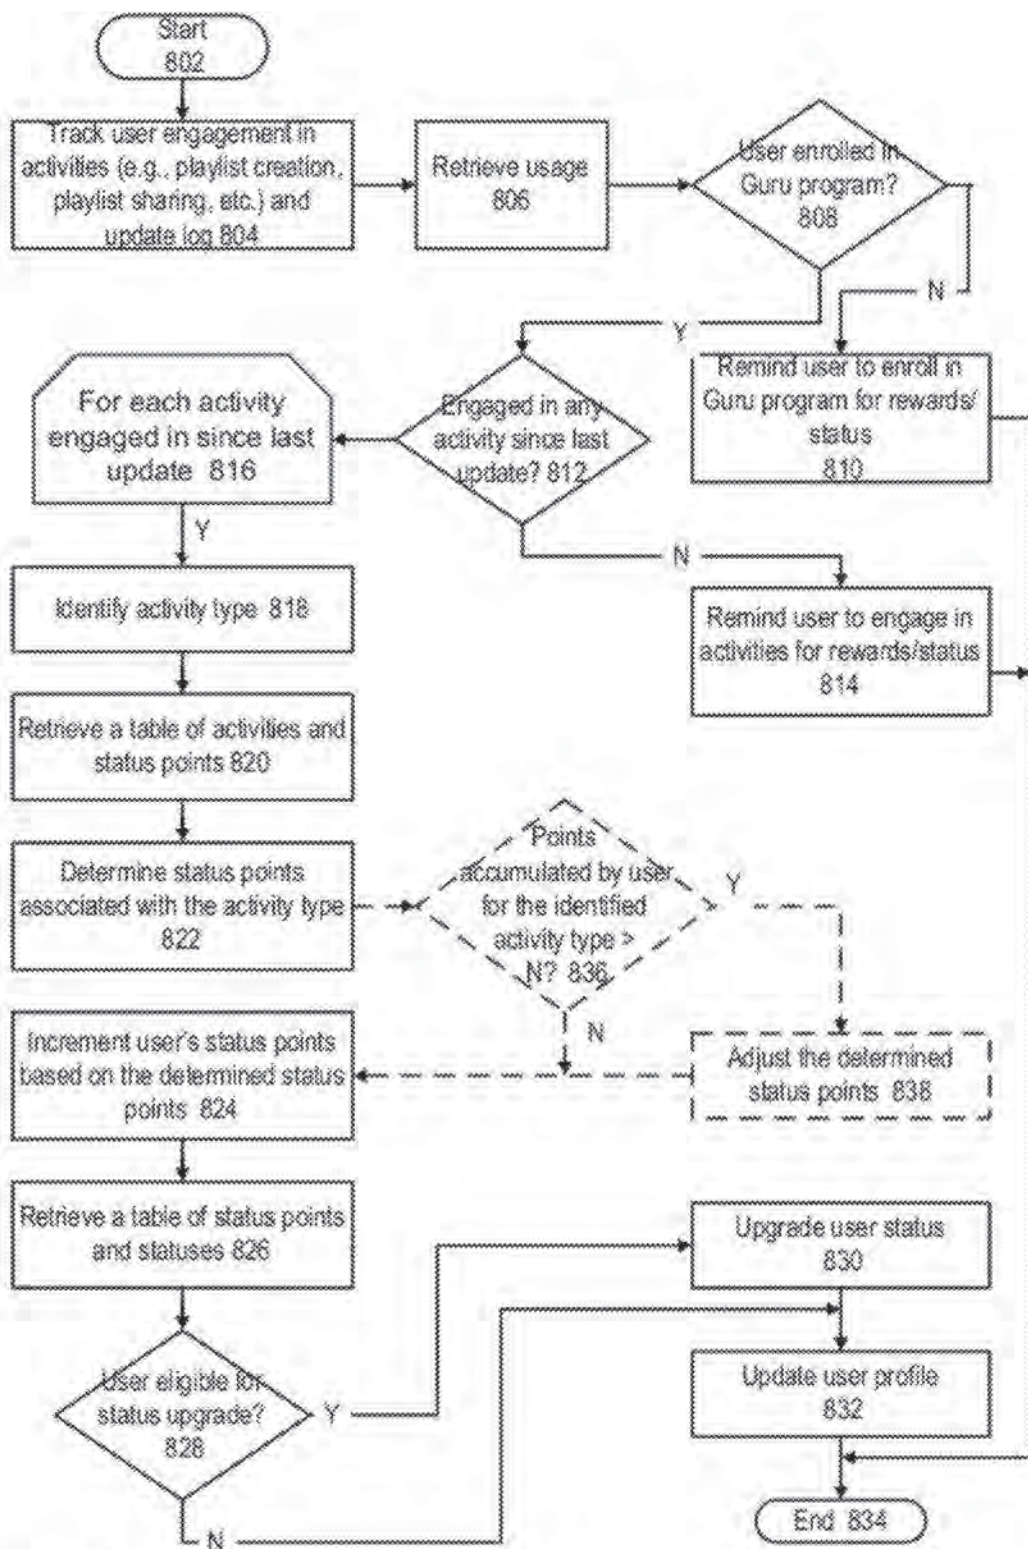 Start
802
Track user engagement in
activities (e.g., playlist creation,
playlist sharing, etc.) and
update log 804
Retrieve usage
806
User enrolled in
Guru program?
808
N
Y
Remind user to enroll in
Guru program for rewards/
status
810
Engaged in any
activity since last
update? 812
For each activity
engaged in since last
update 816
Y
N
Identify activity type 818
Remind user to engage in
activities for rewards/status
814
Retrieve a table of activities and
status points 820
Determine status points
associated with the activity type
822
Points
accumulated by user
for the identified
activity type >
N? 836
Y
N
Increment user's status points
based on the determined status
points 824
Adjust the determined
status points 838
Retrieve a table of status points
and statuses 826
Upgrade user status
830
User eligible for
status upgrade?
828
Y
N
Update user profile
832
End 834